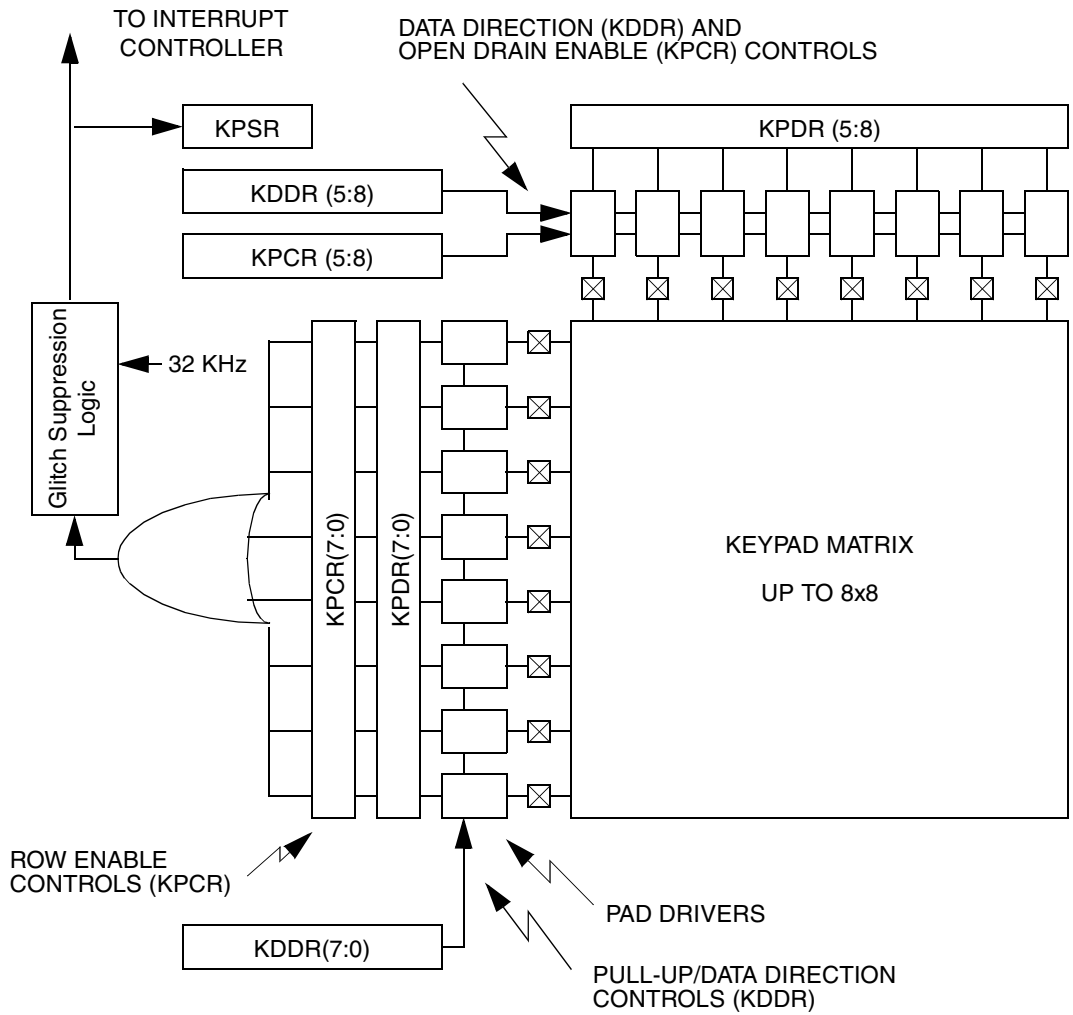 TO INTERRUPT
CONTROLLER
DATA DIRECTION (KDDR) AND
OPEN DRAIN ENABLE (KPCR) CONTROLS
KPSR
KPDR (5:8)
KDDR (5:8)
KPCR (5:8)
Glitch Suppression
Logic
32 KHz
KPCR(7:0)
KPDR(7:0)
KEYPAD MATRIX
UP TO 8x8
ROW ENABLE
CONTROLS (KPCR)
PAD DRIVERS
KDDR(7:0)
PULL-UP/DATA DIRECTION
CONTROLS (KDDR)